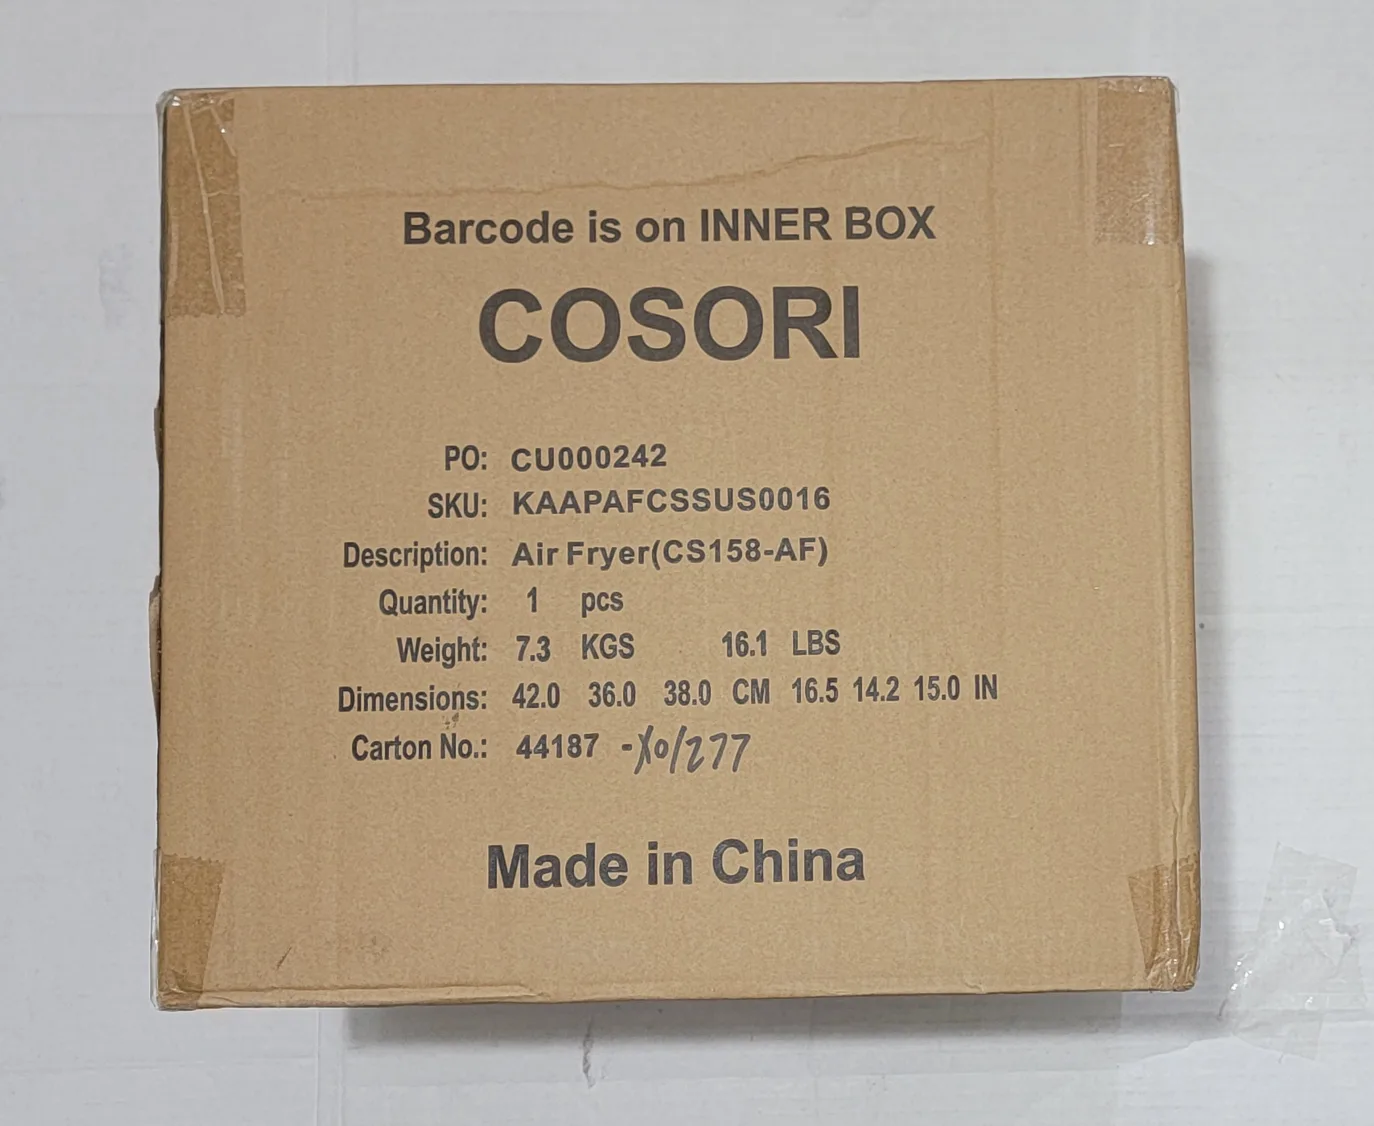 Barcode is on INNER BOX
COSORI
PO: CU000242
SKU: KAAPAFCSSUS0016
Description: Air Fryer(CS158-AF)
Quantity: 1 pcs
Weight: 7.3 KGS 16.1 LBS
Dimensions: 42.0 36.0 38.0 CM 16.5 14.2 15.0 IN
Carton No.: 44187
Made in China